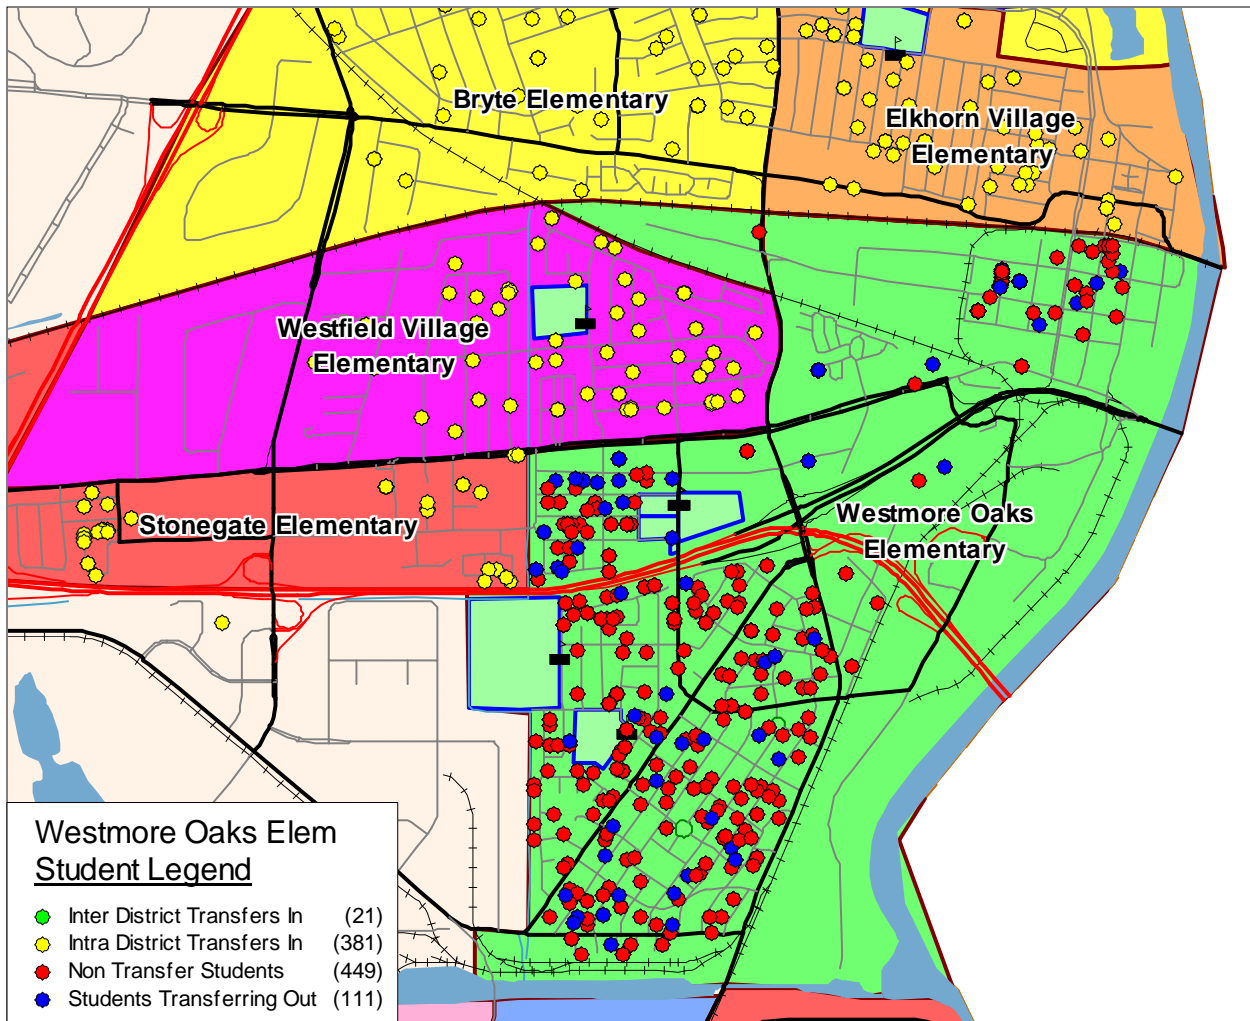 Bryte Elementary
Elkhorn Village
Elementary
Westfield Village
Elementary
Stonegate Elementary
Westmore Oaks
Elementary
Westmore Oaks Elem
Student Legend
Inter District Transfers In (21)
Intra District Transfers In (381)
Non Transfer Students (449)
Students Transferring Out (111)